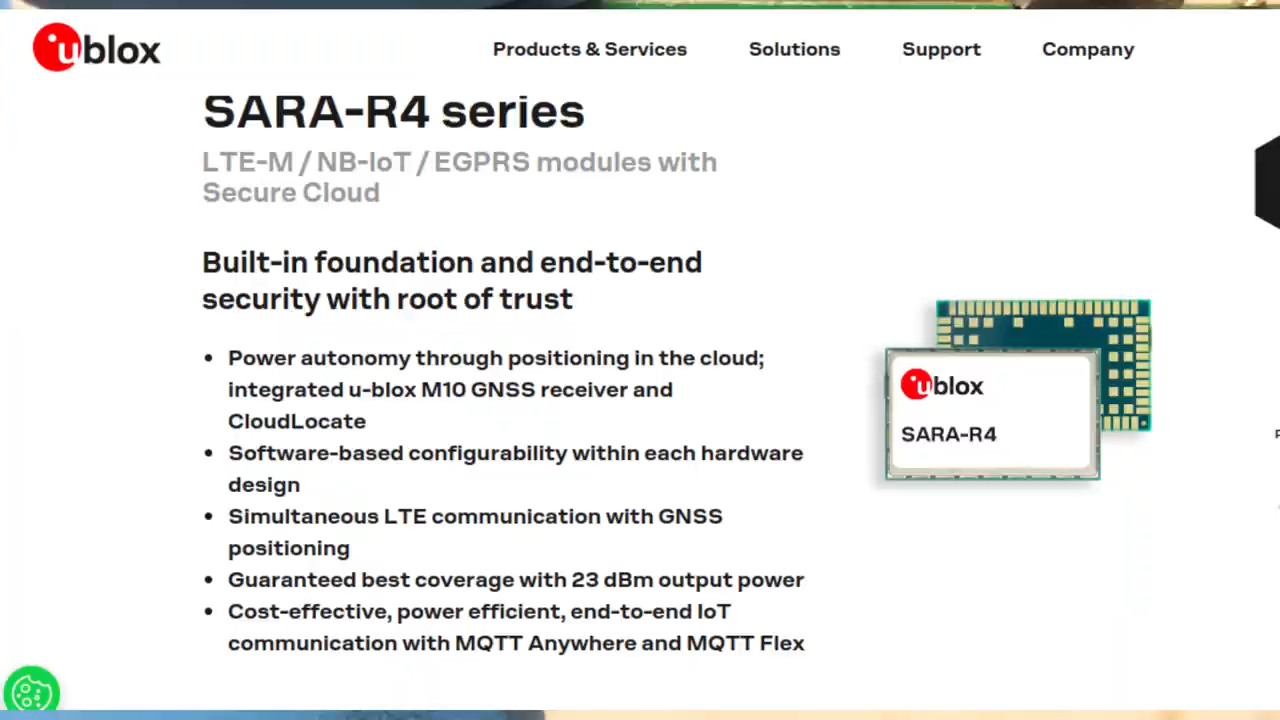 ublox
Products & Services
Solutions
Support
Company
SARA-R4 series
LTE-M / NB-IoT / EGPRS modules with
Secure Cloud
Built-in foundation and end-to-end
security with root of trust
• Power autonomy through positioning in the cloud;
integrated u-blox M10 GNSS receiver and
CloudLocate
• Software-based configurability within each hardware
design
• Simultaneous LTE communication with GNSS
positioning
• Guaranteed best coverage with 23 dBm output power
• Cost-effective, power efficient, end-to-end IoT
communication with MQTT Anywhere and MQTT Flex
ublox
SARA-R4